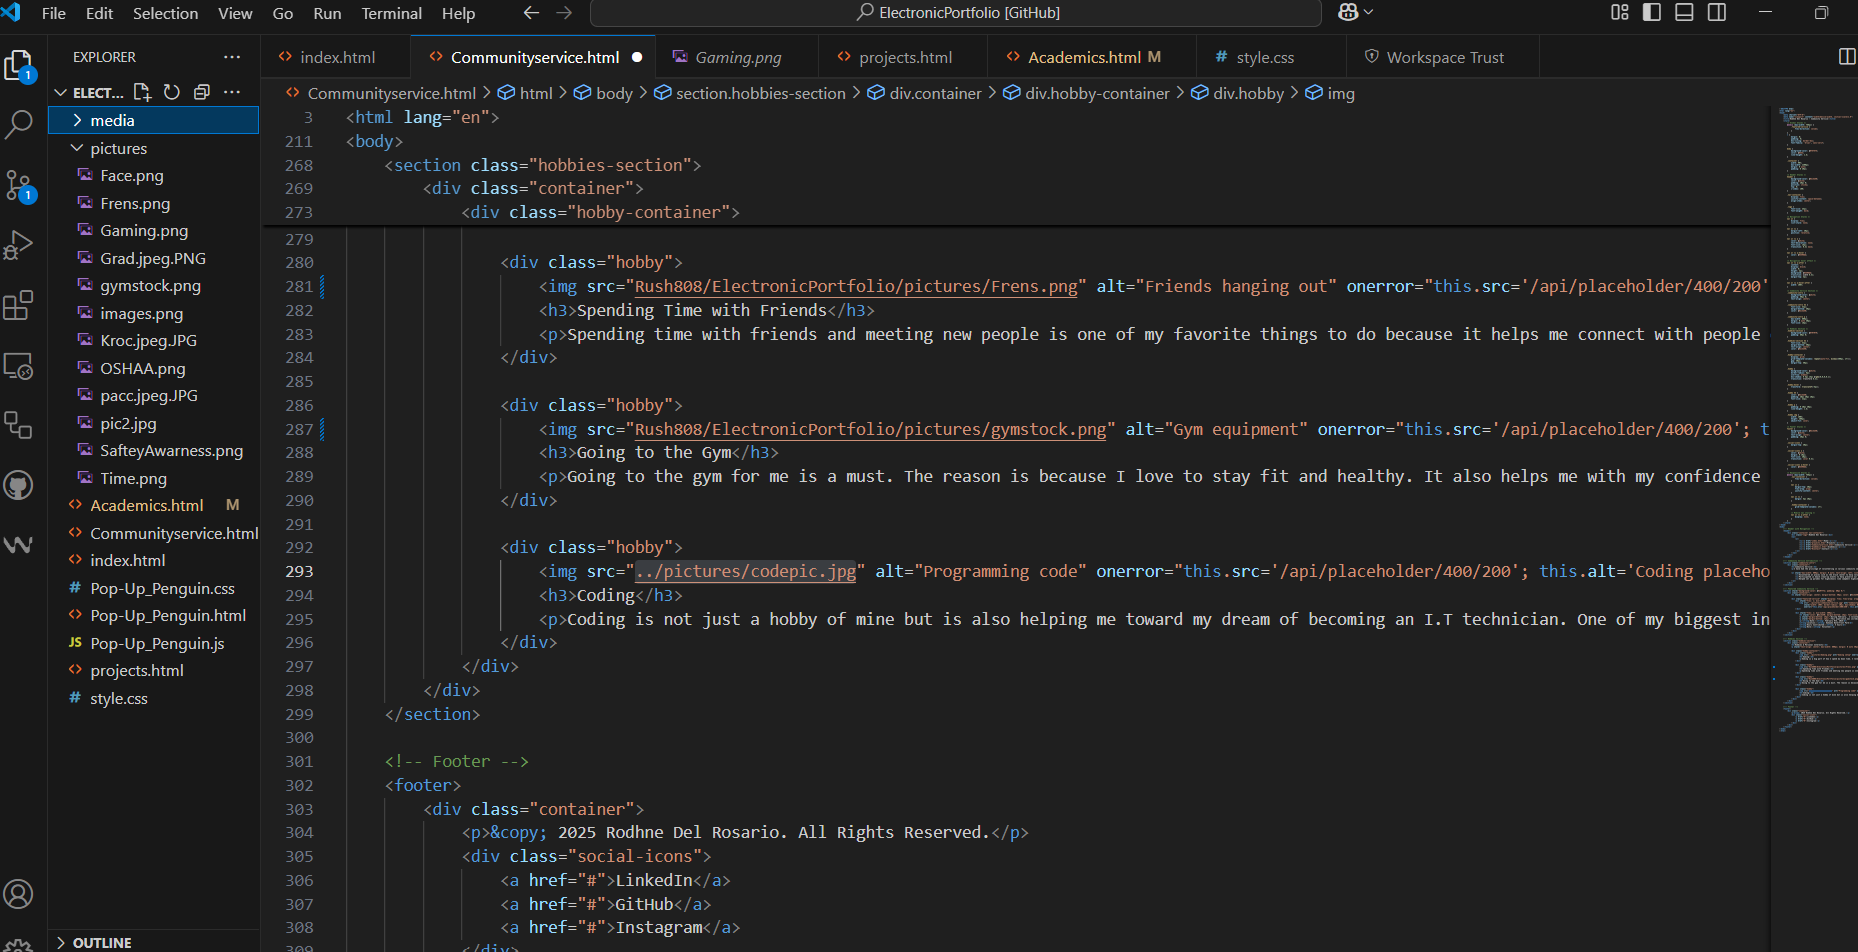 File Edit Selection View Go Run Terminal Help ElectronicPortfolio [GitHub]
EXPLORER
1
ELECT...
media
pictures
Face.png
Frens.png
Gaming.png
Grad.jpeg.PNG
gymstock.png
images.png
Kroc.jpeg.JPG
OSHAA.png
pacc.jpeg.JPG
pic2.jpg
SafteyAwarness.png
Time.png
Academics.html M
Communityservice.html
index.html
Pop-Up_Penguin.css
Pop-Up_Penguin.html
JS Pop-Up_Penguin.js
projects.html
# style.css
OUTLINE
1
index.html Communityservice.html Gaming.png projects.html Academics.html M # style.css Workspace Trust
Communityservice.html > html > body > section.hobbies-section > div.container > div.hobby-container > div.hobby > img
3 <html lang="en">
211 <body>
268 <section class="hobbies-section">
269 <div class="container">
273 <div class="hobby-container">
279
280 <div class="hobby">
281 <img src="Rush808/ElectronicPortfolio/pictures/Frens.png" alt="Friends hanging out" onerror="this.src='/api/placeholder/400/200'
282 <h3>Spending Time with Friends</h3>
283 <p>Spending time with friends and meeting new people is one of my favorite things to do because it helps me connect with people
284 </div>
285
286 <div class="hobby">
287 <img src="Rush808/ElectronicPortfolio/pictures/gymstock.png" alt="Gym equipment" onerror="this.src='/api/placeholder/400/200'; t
288 <h3>Going to the Gym</h3>
289 <p>Going to the gym for me is a must. The reason is because I love to stay fit and healthy. It also helps me with my confidence
290 </div>
291
292 <div class="hobby">
293 <img src="../pictures/codepic.jpg" alt="Programming code" onerror="this.src='/api/placeholder/400/200'; this.alt='Coding placeho
294 <h3>Coding</h3>
295 <p>Coding is not just a hobby of mine but is also helping me toward my dream of becoming an I.T technician. One of my biggest in
296 </div>
297 </div>
298 </div>
299 </section>
300
301 <!-- Footer -->
302 <footer>
303 <div class="container">
304 <p>&copy; 2025 Rodhne Del Rosario. All Rights Reserved.</p>
305 <div class="social-icons">
306 <a href="#">LinkedIn</a>
307 <a href="#">GitHub</a>
308 <a href="#">Instagram</a>
309 </div>